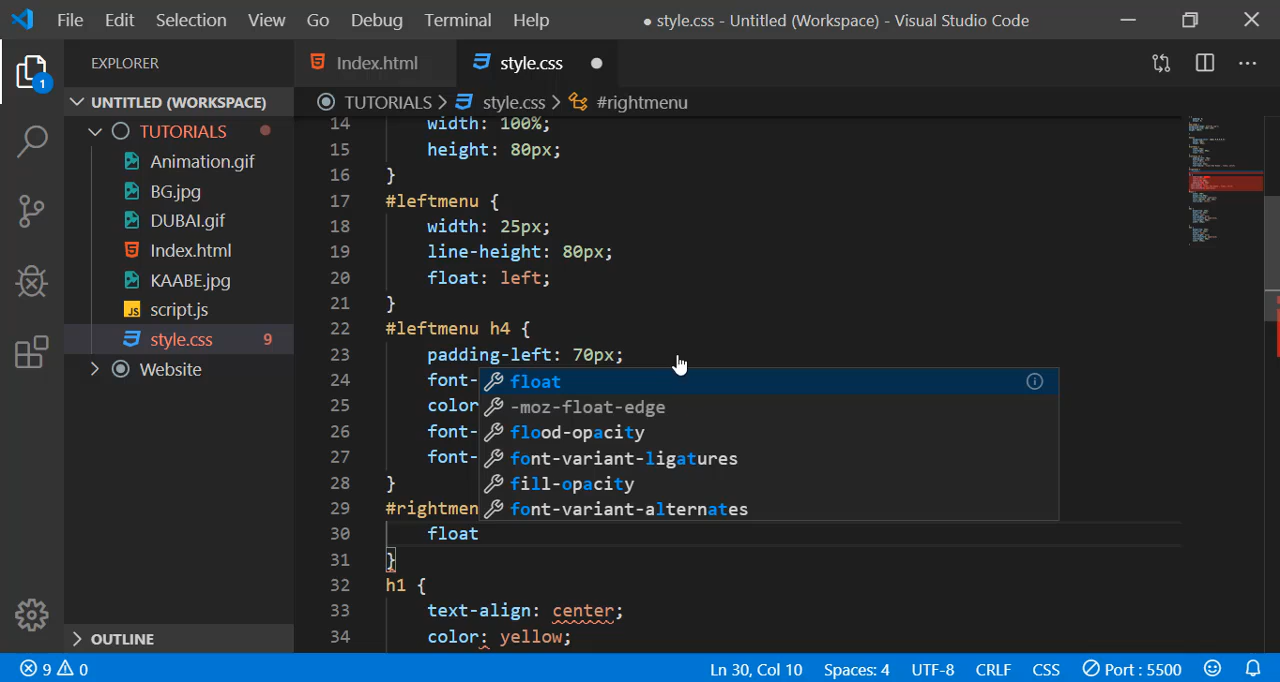 File Edit Selection View Go Debug Terminal Help ● style.css - Untitled (Workspace) - Visual Studio Code
EXPLORER
Index.html
style.css
UNTITLED (WORKSPACE)
TUTORIALS > style.css > #rightmenu
TUTORIALS
Animation.gif
BG.jpg
DUBAI.gif
Index.html
KAABE.jpg
JS script.js
style.css 9
Website
OUTLINE
1
14 width: 100%;
15 height: 80px;
16 }
17 #leftmenu {
18 width: 25px;
19 line-height: 80px;
20 float: left;
21 }
22 #leftmenu h4 {
23 padding-left: 70px;
24 font-
25 color
26 font-
27 font-
28 }
29 #rightmen
30 float
31 }
32 h1 {
33 text-align: center;
34 color: yellow;
float
-moz-float-edge
flood-opacity
font-variant-ligatures
fill-opacity
font-variant-alternates
9 0 Ln 30, Col 10 Spaces: 4 UTF-8 CRLF CSS Port : 5500